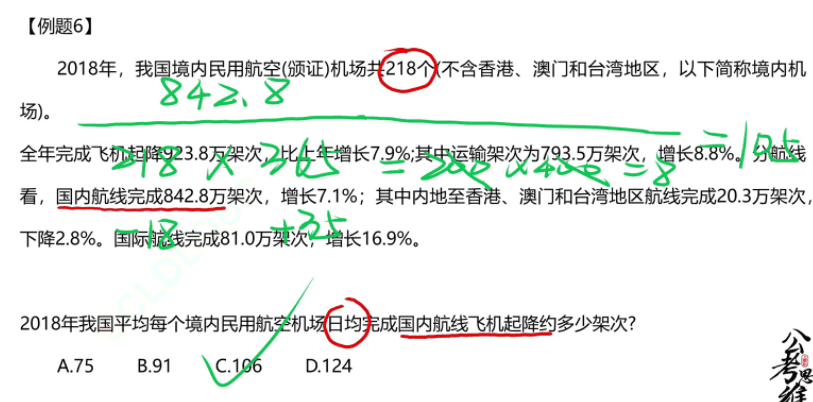 【例题6】
2018年，我国境内民用航空(颁证)机场共218个(不含香港、澳门和台湾地区，以下简称境内机
842.8
场)。
218 × 365 = 200 × 400 = 8 = 105
全年完成飞机起降923.8万架次，比上年增长7.9%;其中运输架次为793.5万架次，增长8.8%。分航线
看，国内航线完成842.8万架次，增长7.1%；其中内地至香港、澳门和台湾地区航线完成20.3万架次，
-18 +35
下降2.8%。国际航线完成81.0万架次，增长16.9%。
2018年我国平均每个境内民用航空机场日均完成国内航线飞机起降约多少架次?
A.75 B.91 C.106 D.124
公考思维